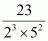 23
2³ × 5²